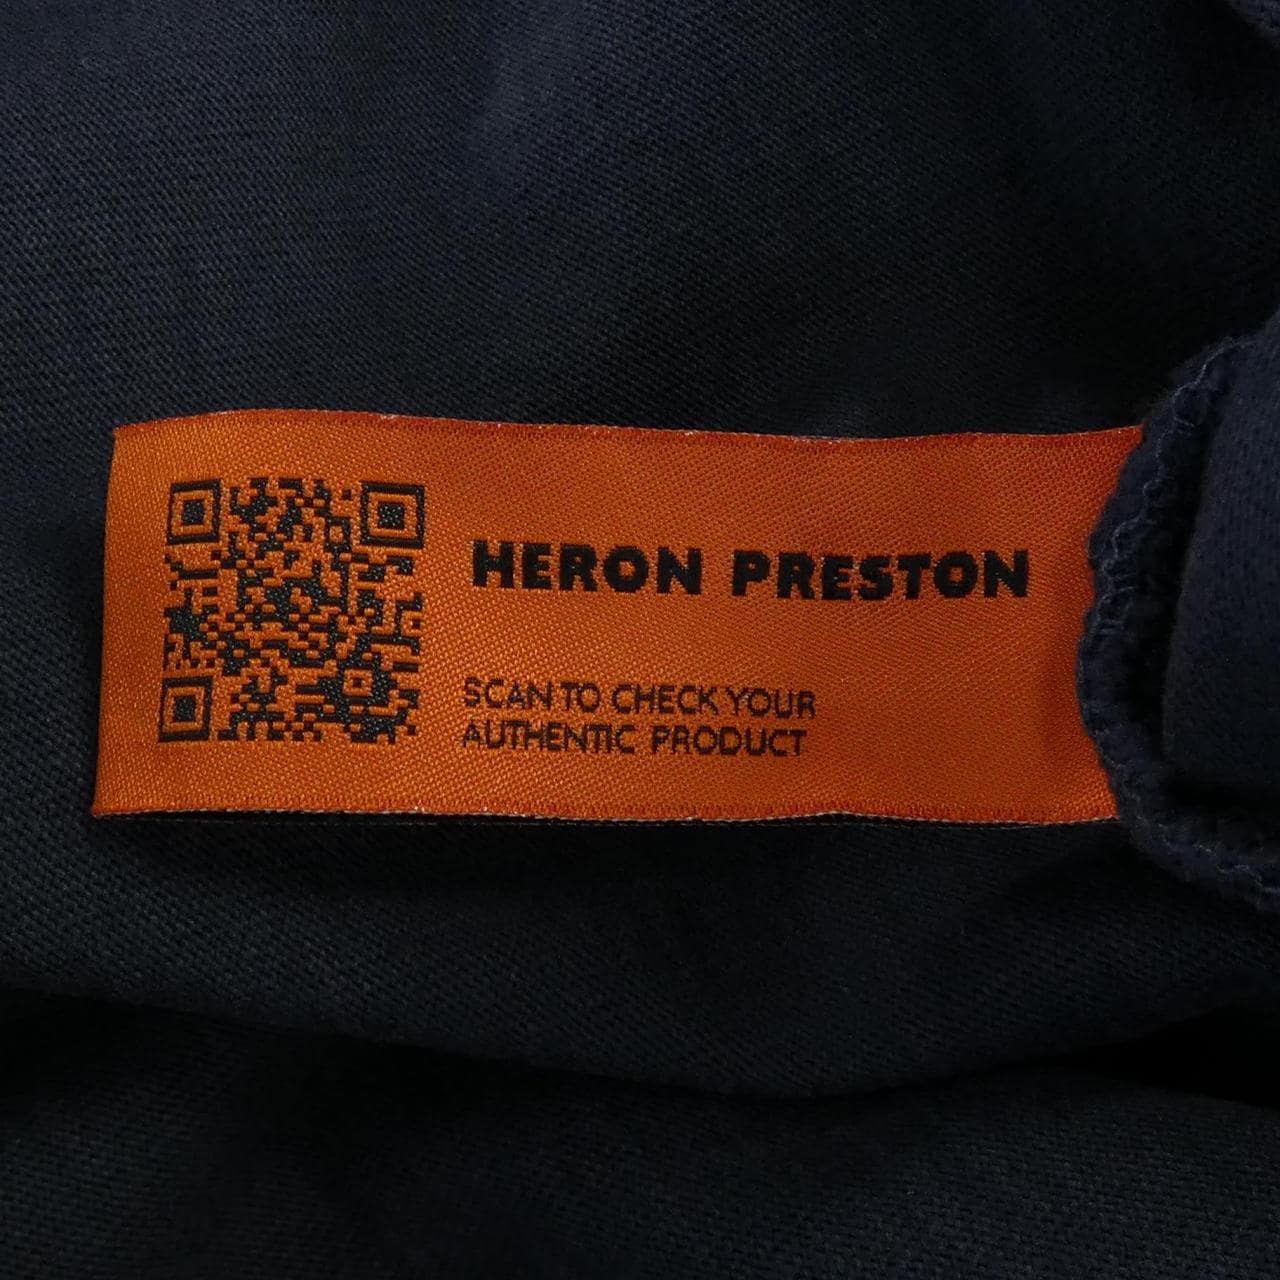 HERON PRESTON
SCAN TO CHECK YOUR
AUTHENTIC PRODUCT